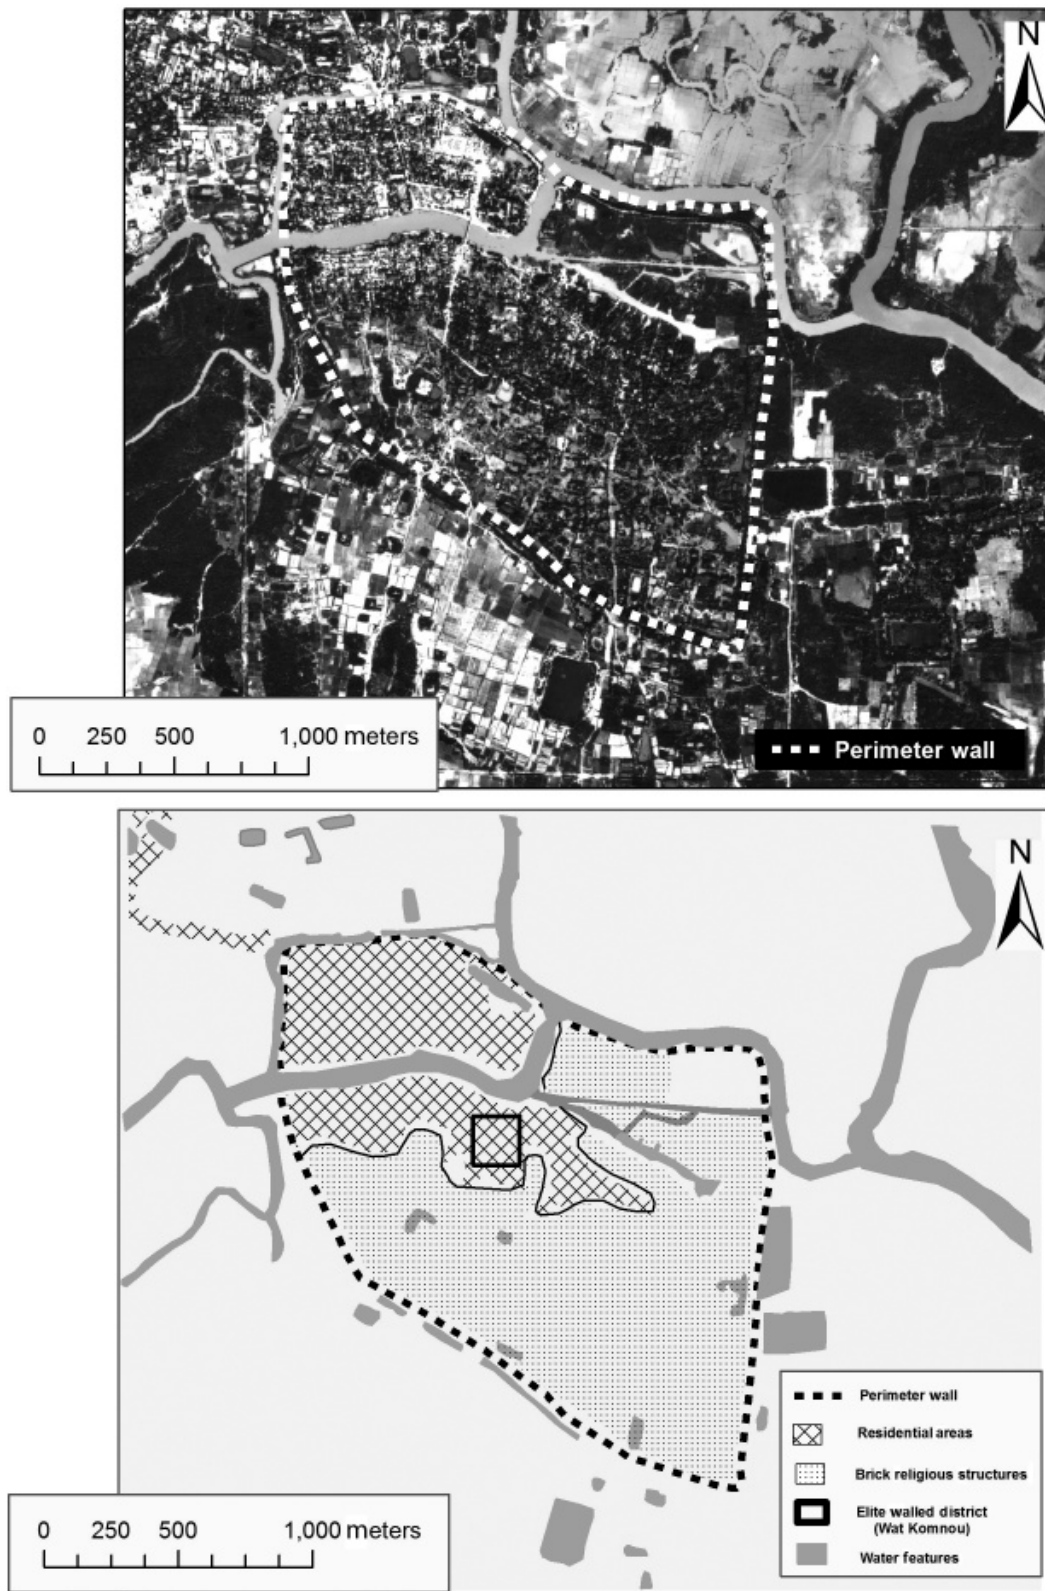 N
0 250 500 1,000 meters
Perimeter wall
N
Perimeter wall
Residential areas
Brick religious structures
Elite walled district
(Wat Komnou)
Water features
0 250 500 1,000 meters